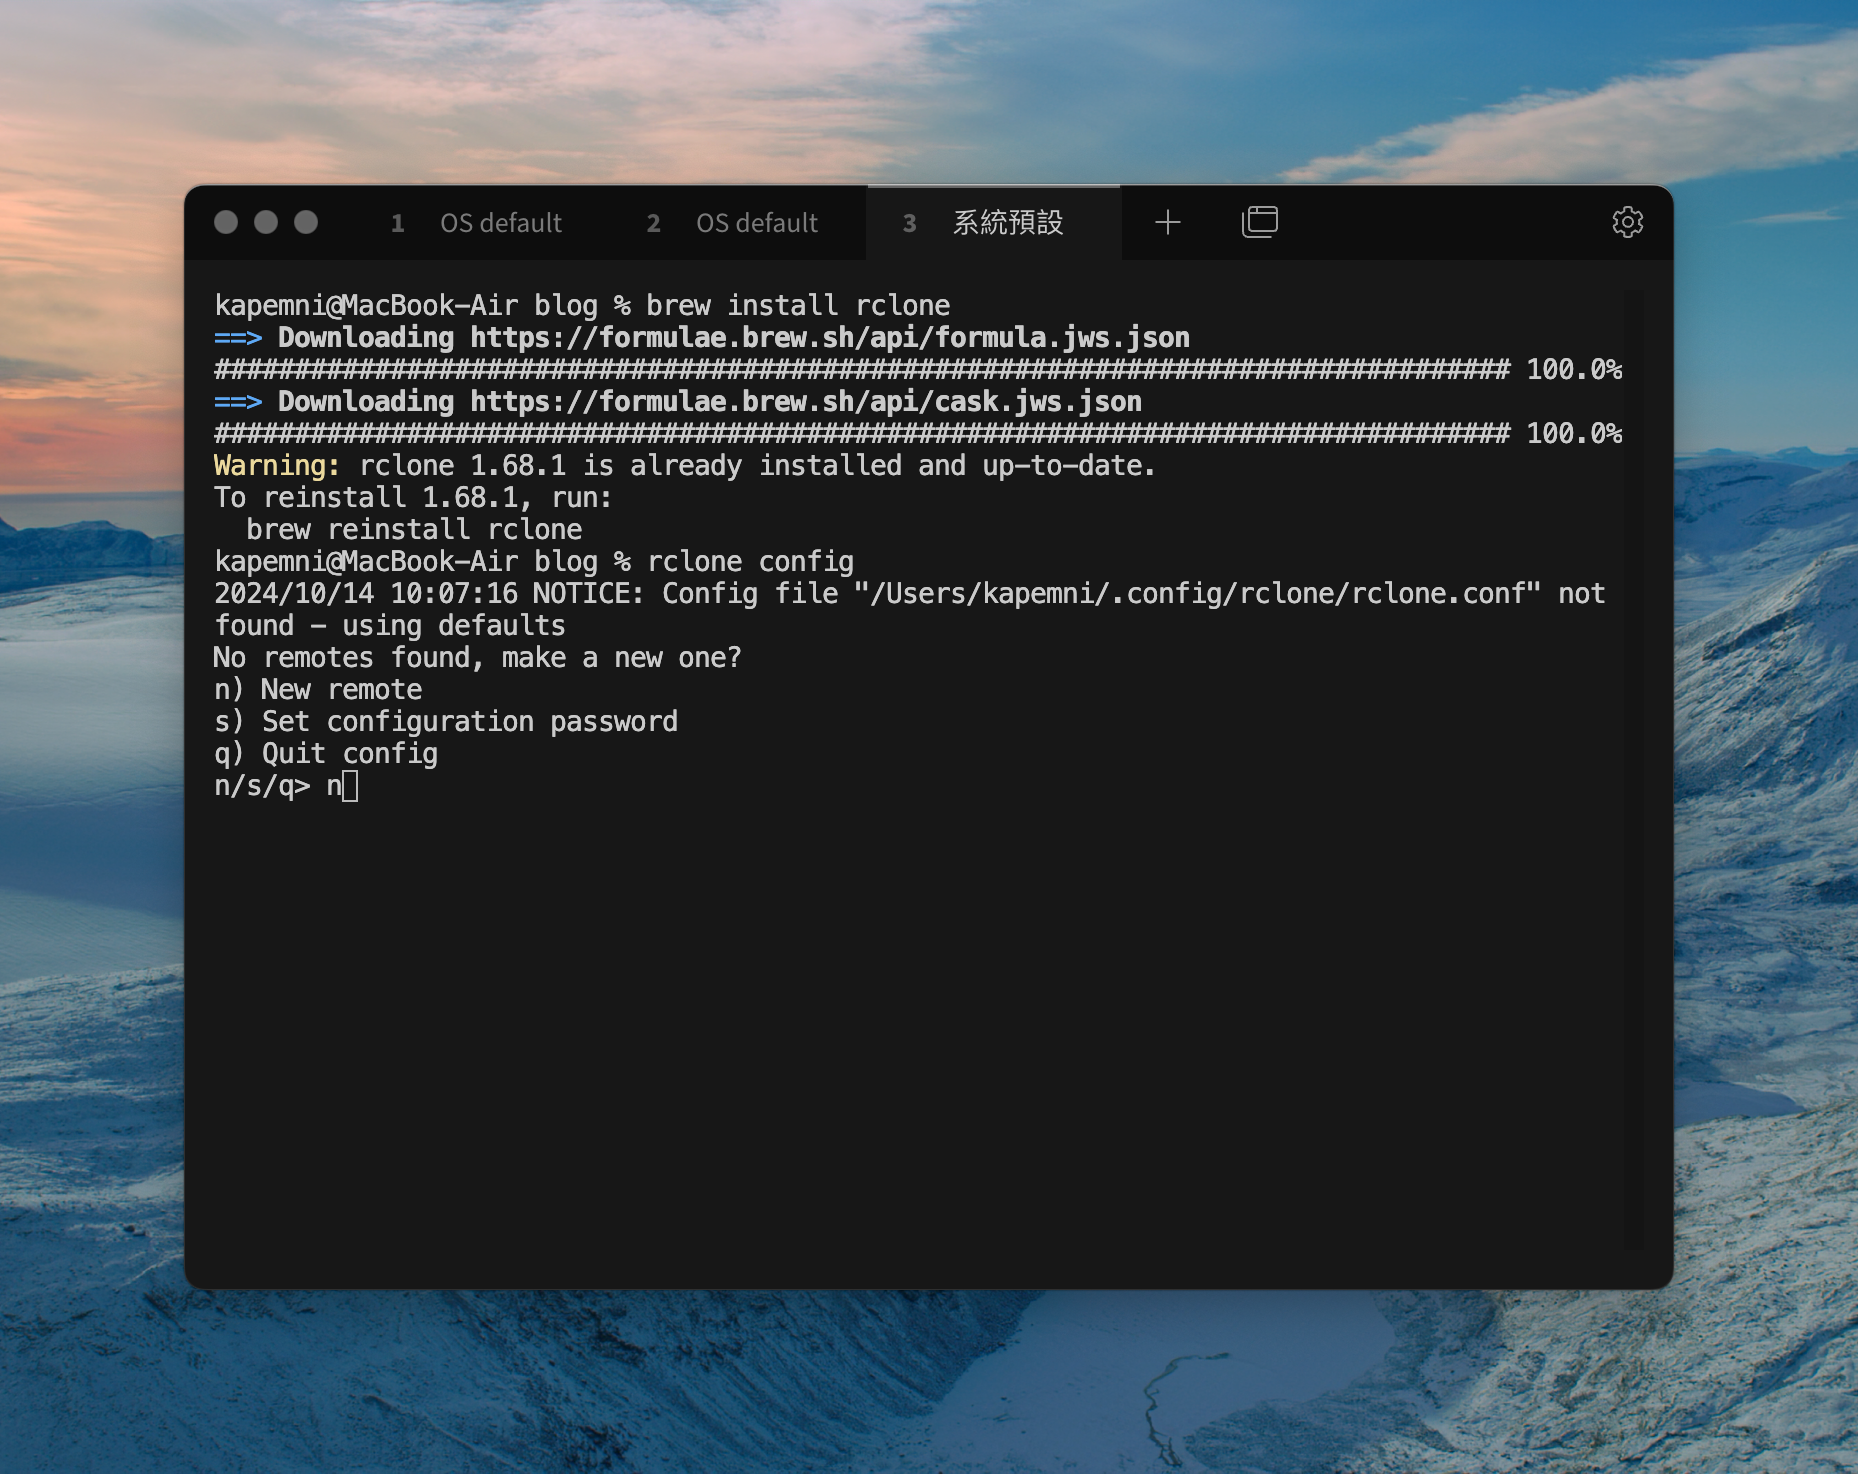 1 OS default 2 OS default 3 系統預設
kapemni@MacBook-Air blog % brew install rclone
==> Downloading https://formulae.brew.sh/api/formula.jws.json
################################################################################# 100.0%
==> Downloading https://formulae.brew.sh/api/cask.jws.json
################################################################################# 100.0%
Warning: rclone 1.68.1 is already installed and up-to-date.
To reinstall 1.68.1, run:
  brew reinstall rclone
kapemni@MacBook-Air blog % rclone config
2024/10/14 10:07:16 NOTICE: Config file "/Users/kapemni/.config/rclone/rclone.conf" not
found - using defaults
No remotes found, make a new one?
n) New remote
s) Set configuration password
q) Quit config
n/s/q> n